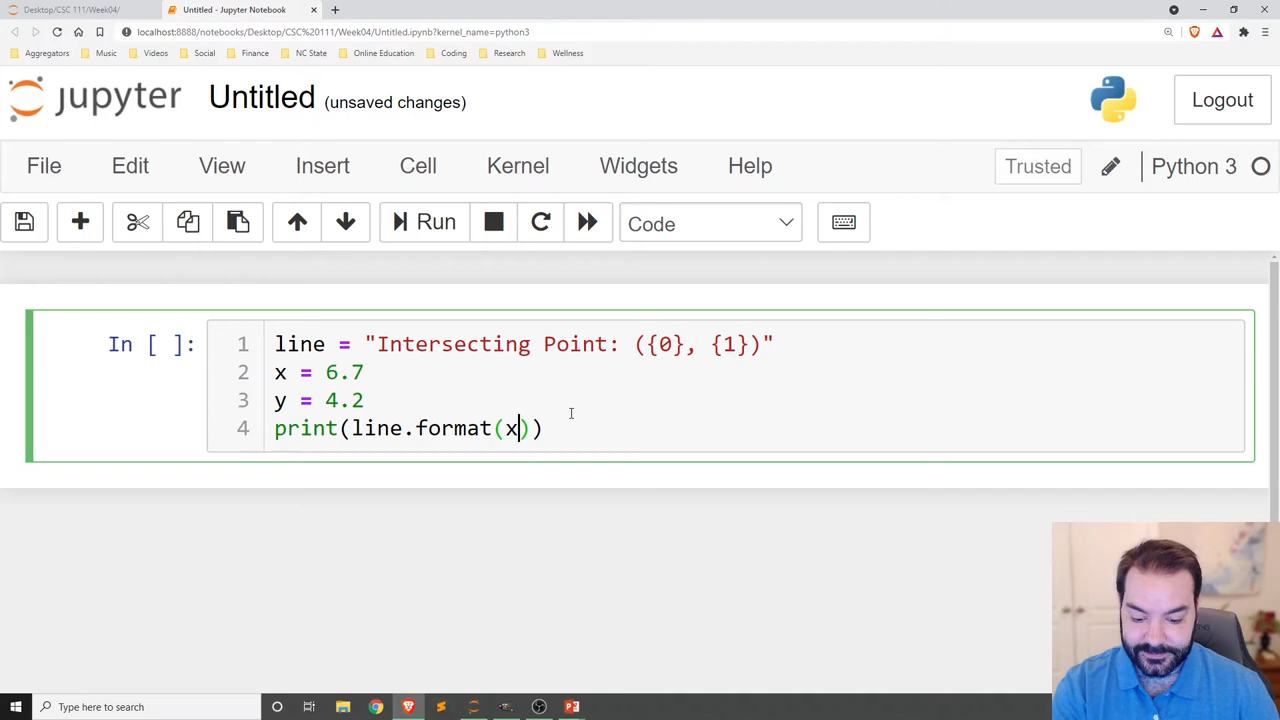 Desktop/CSC 111/Week04/
Untitled - Jupyter Notebook
localhost:8888/notebooks/Desktop/CSC%20111/Week04/Untitled.ipynb?kernel_name=python3
Aggregators Music Videos Social Finance NC State Online Education Coding Research Wellness
jupyter Untitled (unsaved changes) Logout
File Edit View Insert Cell Kernel Widgets Help Trusted Python 3
Run Code
In [ ]:
1 line = "Intersecting Point: ({0}, {1})"
2 x = 6.7
3 y = 4.2
4 print(line.format(x))
Type here to search